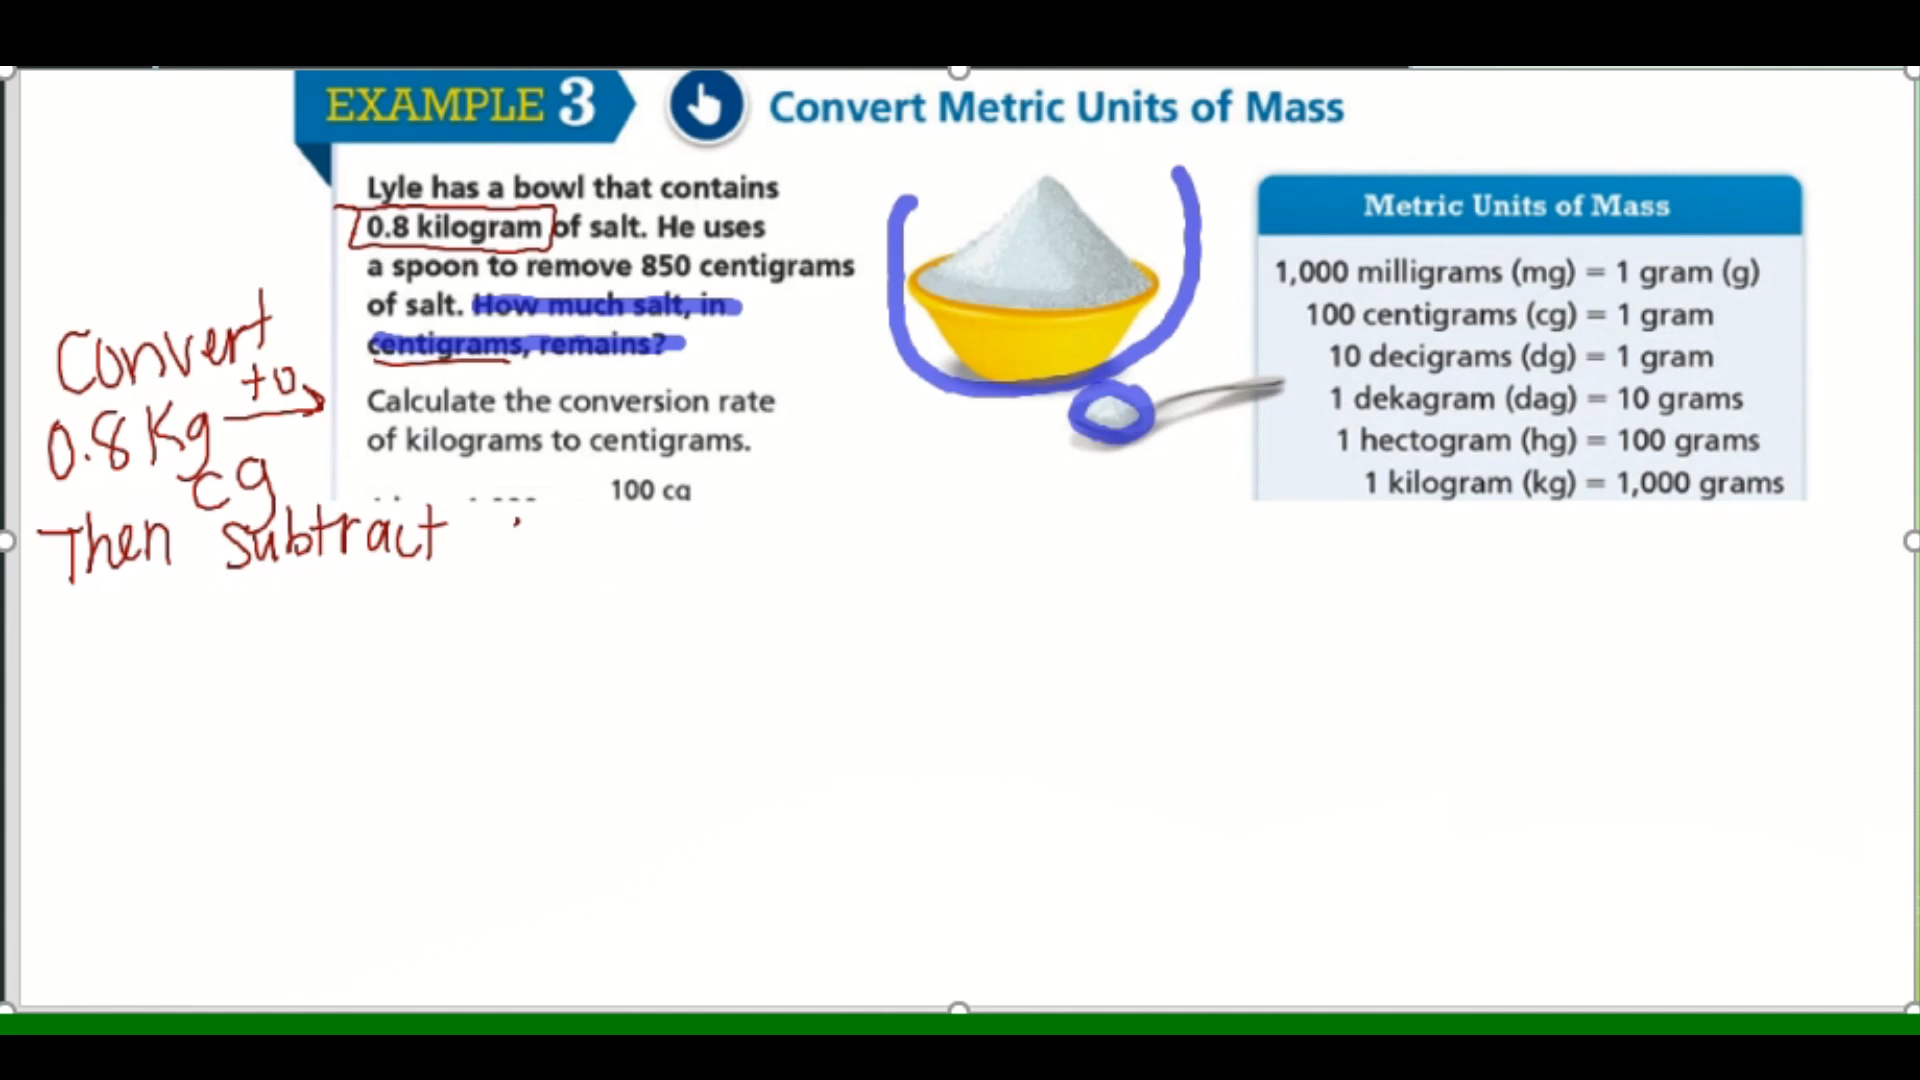 EXAMPLE 3
Convert Metric Units of Mass
Lyle has a bowl that contains
0.8 kilogram of salt. He uses
a spoon to remove 850 centigrams
of salt. How much salt, in
centigrams, remains?
Calculate the conversion rate
of kilograms to centigrams.
100 cg
Convert
to
0.8 Kg
cg
Then subtract
Metric Units of Mass
1,000 milligrams (mg) = 1 gram (g)
100 centigrams (cg) = 1 gram
10 decigrams (dg) = 1 gram
1 dekagram (dag) = 10 grams
1 hectogram (hg) = 100 grams
1 kilogram (kg) = 1,000 grams